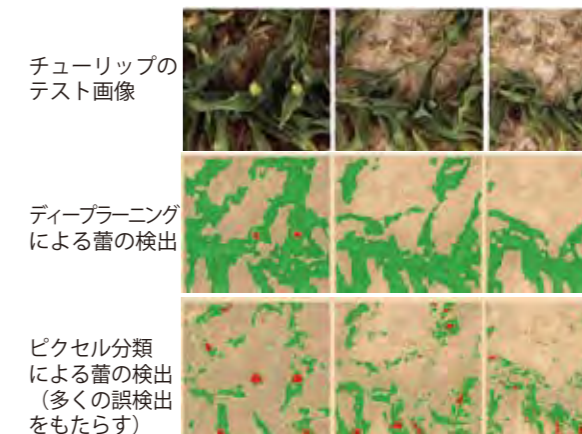 チューリップの
テスト画像
ディープラーニング
による蕾の検出
ピクセル分類
による蕾の検出
（多くの誤検出
をもたらす）